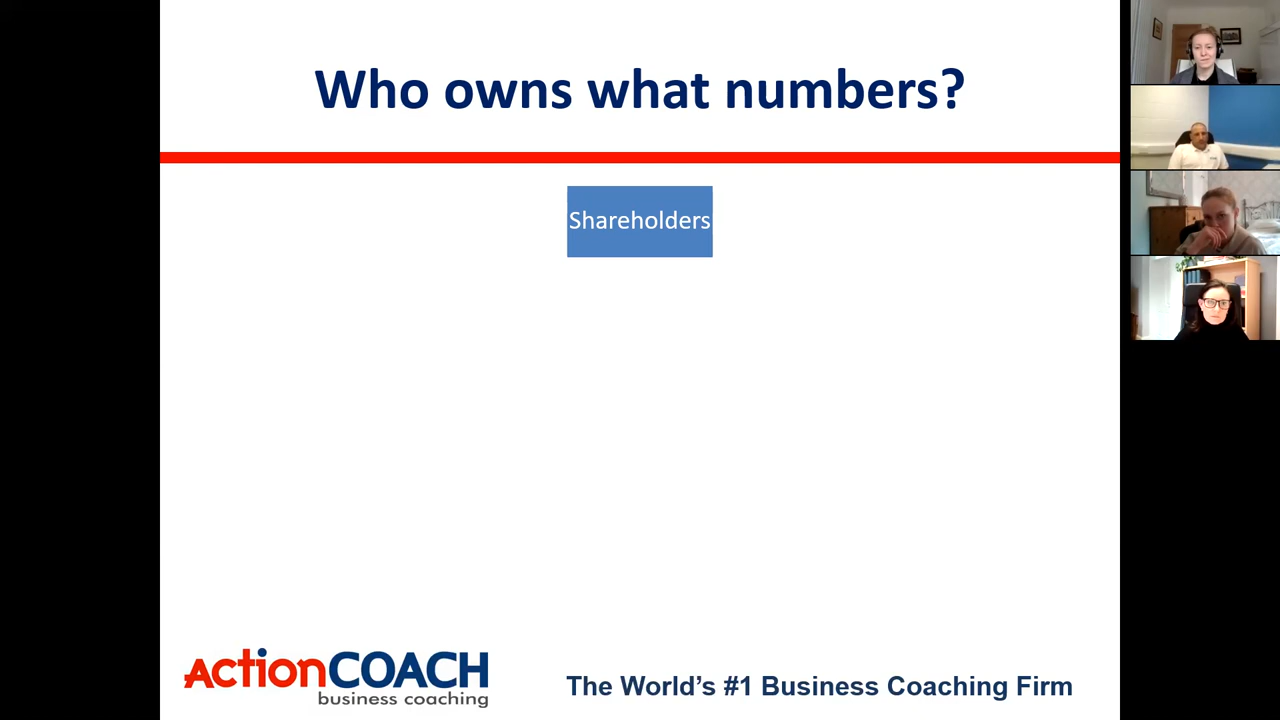 Who owns what numbers?
Shareholders
ActionCOACH
business coaching
The World's #1 Business Coaching Firm